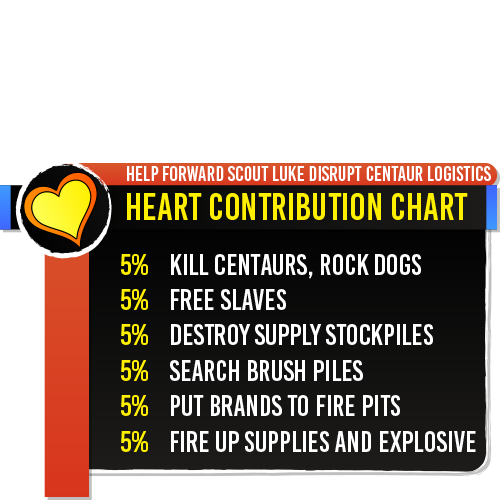 HELP FORWARD SCOUT LUKE DISRUPT CENTAUR LOGISTICS
HEART CONTRIBUTION CHART
5% KILL CENTAURS, ROCK DOGS
5% FREE SLAVES
5% DESTROY SUPPLY STOCKPILES
5% SEARCH BRUSH PILES
5% PUT BRANDS TO FIRE PITS
5% FIRE UP SUPPLIES AND EXPLOSIVE